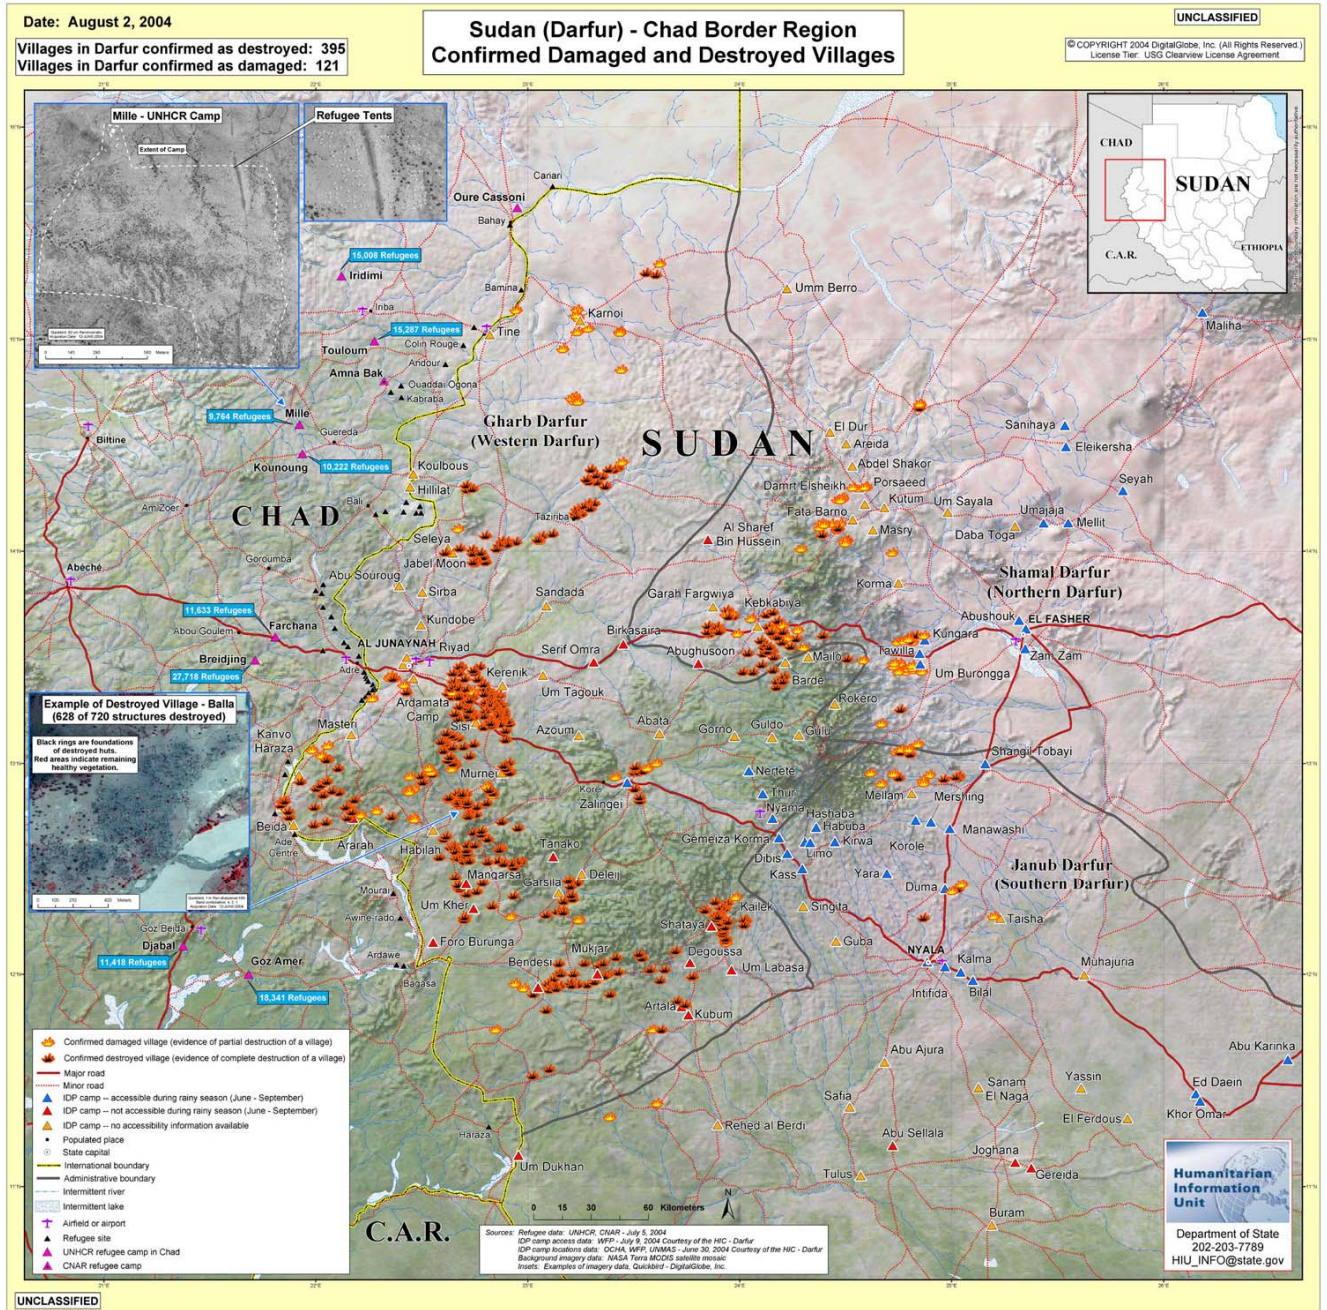 Date: August 2, 2004
Villages in Darfur confirmed as destroyed: 395
Villages in Darfur confirmed as damaged: 121
Sudan (Darfur) - Chad Border Region
Confirmed Damaged and Destroyed Villages
UNCLASSIFIED
© COPYRIGHT 2004 DigitalGlobe, Inc. (All Rights Reserved.)
License Tier: USG Clearview License Agreement
Mille - UNHCR Camp
Extent of Camp
Refugee Tents
CHAD
SUDAN
ETHIOPIA
C.A.R.
Canari
Oure Cassoni
Bahay
15,008 Refugees
Iridimi
Bamina
Umm Berro
Iriba
Karnoi
Maliha
15,287 Refugees
Tine
Touloum
Colin Rouge
Andour
Amna Bak
Ouaddai Ogona
Kabraba
9,764 Refugees
Mille
Gharb Darfur
(Western Darfur)
SUDAN
El Dur
Areida
Sanihaya
Eleikersha
Biltine
Guereda
Kounoung
10,222 Refugees
Koulbous
Hillilat
Abdel Shakor
Damrt Elsheikh
Porsaeed
Seyah
Kutum
Um Sayala
Bali
AmiZoer
CHAD
Taziriba
Fata Barno
Masry
Umajaja
Mellit
Daba Toga
Al Sharef
Bin Hussein
Seleya
Jabel Moon
Goroumba
Abéché
Abu Souroug
Sirba
Sandada
Garah Fargwiya
Korma
Shamal Darfur
(Northern Darfur)
Kebkabiya
11,633 Refugees
Farchana
Abou Goulem
Kundobe
Birkasaira
Abushouk
EL FASHER
AL JUNAYNAH
Riyad
Kungara
Tawilla
Zam Zam
Breidjing
Adré
27,718 Refugees
Kerenik
Serif Omra
Abughusoon
Mailo
Barde
Um Burongga
Um Tagouk
Rokero
Example of Destroyed Village - Balla
(628 of 720 structures destroyed)
Black rings are foundations
of destroyed huts.
Red areas indicate remaining
healthy vegetation.
Ardamata
Camp
Sisi
Masteri
Kanvo
Haraza
Azoum
Abata
Gorno
Guldo
Gulu
Shangil Tobayi
Murnei
Nertete
Kore
Zalingei
Thur
Nyama
Mellam
Mershing
Beida
Ade
Centre
Ararah
Habilah
Hashaba
Habuba
Gemeiza Korma
Limo
Kirwa
Korole
Manawashi
Tanako
Dibis
Kass
Yara
Duma
Janub Darfur
(Southern Darfur)
Mangarsa
Garsila
Deleij
Mourai
Um Kher
Awine-rado
Kailek
Singita
Shataya
Taisha
Goz Beida
Djabal
11,418 Refugees
Foro Burunga
Guba
NYALA
Goz Amer
18,341 Refugees
Ardawe
Bagasa
Bendesi
Mukjar
Degoussa
Um Labasa
Kalma
Intifida
Bilal
Muhajuria
Artala
Kubum
Abu Ajura
Abu Karinka
Sanam
El Naga
Yassin
Ed Daein
Khor Omar
Safia
El Ferdous
Rehed al Berdi
Haraza
Um Dukhan
Abu Sellala
Joghana
Gereida
Tulus
Buram
C.A.R.
Confirmed damaged village (evidence of partial destruction of a village)
Confirmed destroyed village (evidence of complete destruction of a village)
Major road
Minor road
IDP camp -- accessible during rainy season (June - September)
IDP camp -- not accessible during rainy season (June - September)
IDP camp -- no accessibility information available
Populated place
State capital
International boundary
Administrative boundary
Intermittent river
Intermittent lake
Airfield or airport
Refugee site
UNHCR refugee camp in Chad
CNAR refugee camp
0 15 30 60 Kilometers
N
Sources: Refugee data: UNHCR, CNAR - July 5, 2004
IDP camp access data: WFP - July 9, 2004 Courtesy of the HIC - Darfur
IDP camp locations data: OCHA, WFP, UNMAS - June 30, 2004 Courtesy of the HIC - Darfur
Background imagery data: NASA Terra MODIS satellite mosaic
Insets: Examples of imagery data, Quickbird - DigitalGlobe, Inc.
Humanitarian
Information
Unit
Department of State
202-203-7789
HIU_INFO@state.gov
UNCLASSIFIED